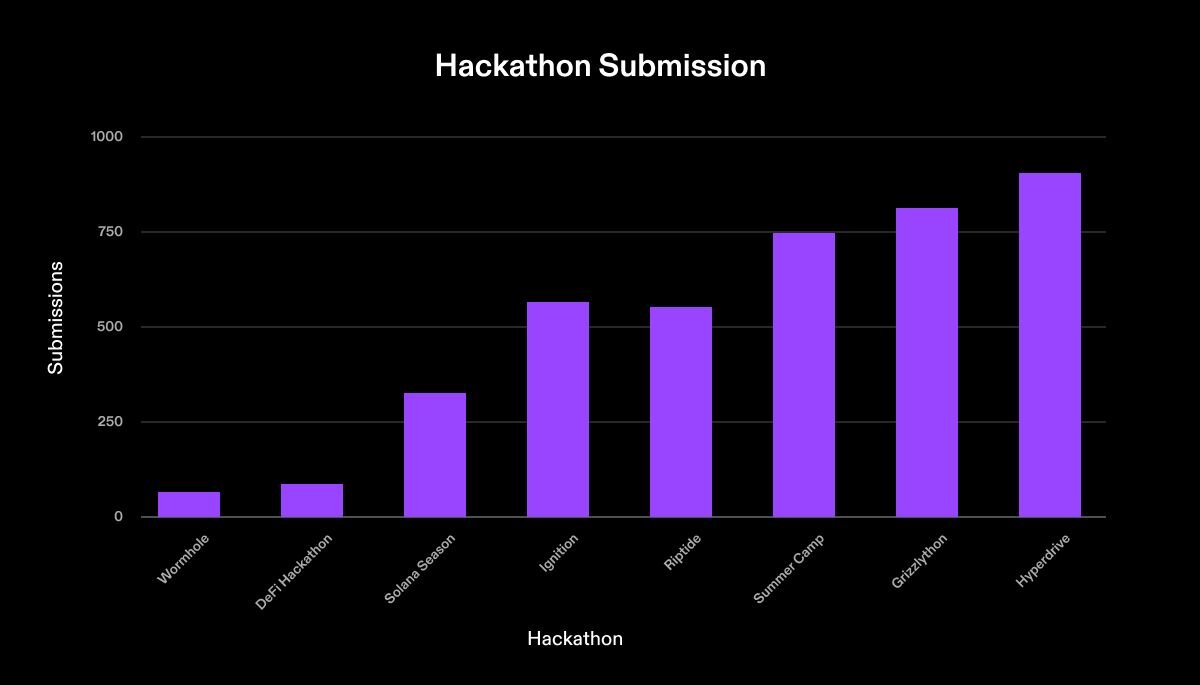 Hackathon Submission
1000
750
500
250
0
Submissions
Wormhole
DeFi Hackathon
Solana Season
Ignition
Riptide
Summer Camp
Grizzlython
Hyperdrive
Hackathon